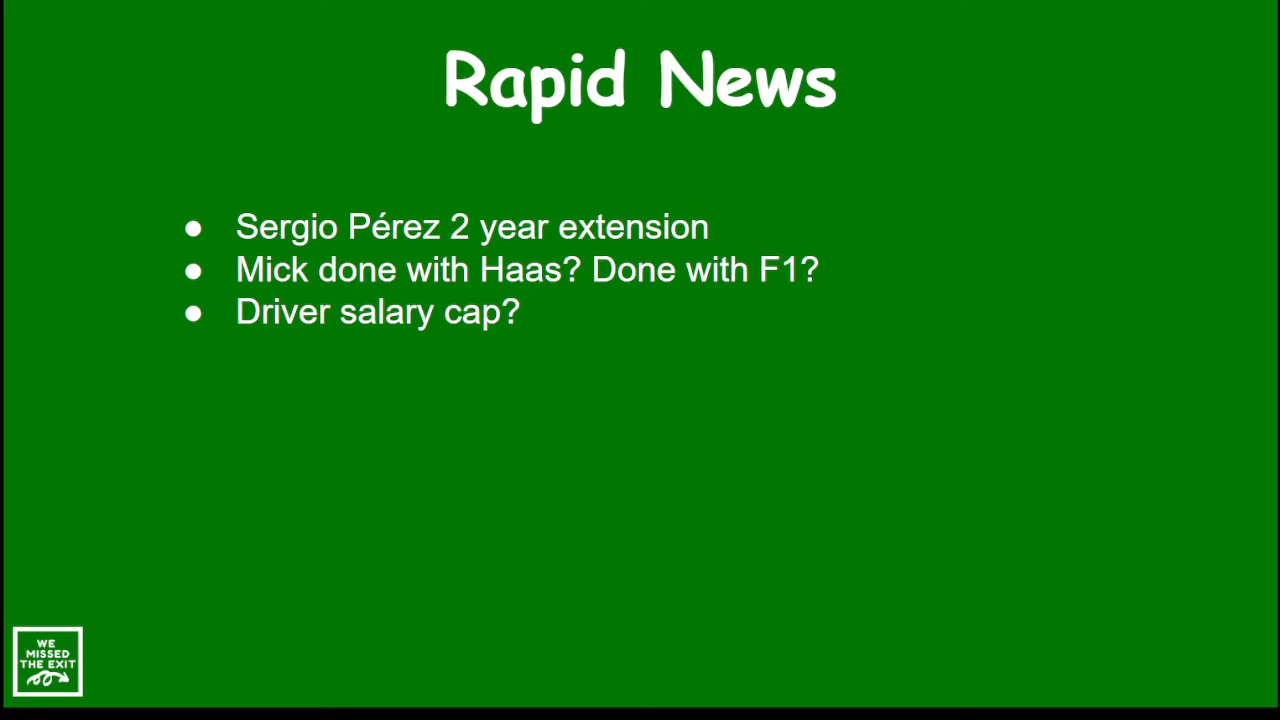 Rapid News
● Sergio Pérez 2 year extension
● Mick done with Haas? Done with F1?
● Driver salary cap?
WE
MISSED
THE EXIT